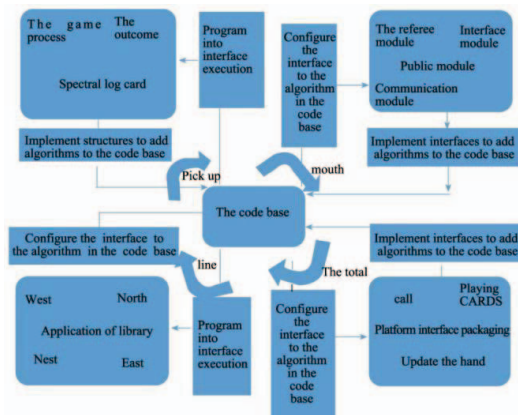 The game process
The outcome
Spectral log card
Program
into
interface
execution
Configure
the
interface
to the
algorithm
in the
code
base
The referee module
Interface module
Public module
Communication module
Implement structures to add
algorithms to the code base
Implement interfaces to add
algorithms to the code base
Pick up
mouth
The code base
Configure the interface to
the algorithm in the code base
line
The total
Implement interfaces to add
algorithms to the code base
West
North
Application of library
Nest
East
Program
into
interface
execution
Configure
the
interface
to the
algorithm
in the
code
base
call
Playing CARDS
Platform interface packaging
Update the hand